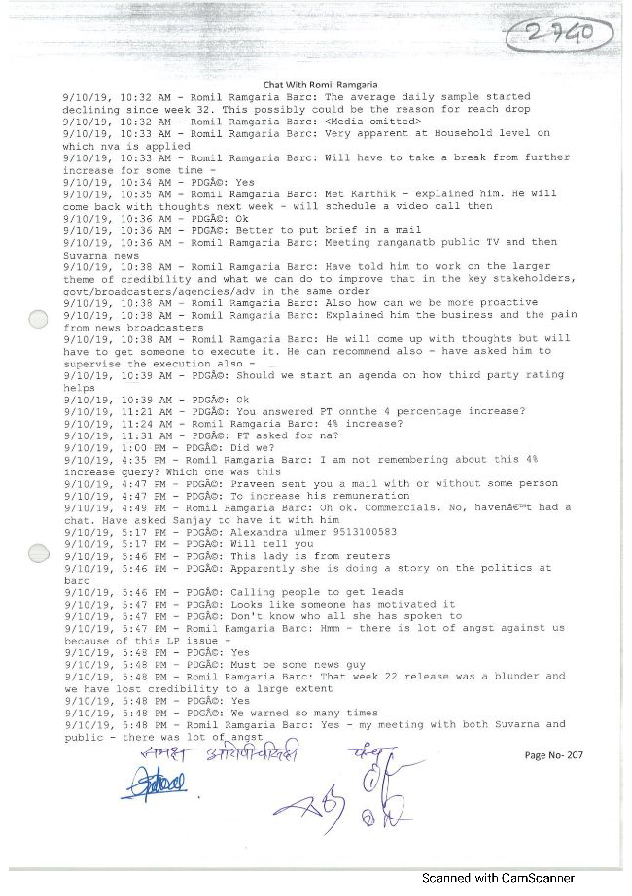 2740
Chat With Romil Ramgaria
9/10/19, 10:32 AM - Romil Ramgaria Barc: The average daily sample started
declining since week 32. This possibly could be the reason for reach drop
9/10/19, 10:32 AM - Romil Ramgaria Barc: <Media omitted>
9/10/19, 10:33 AM - Romil Ramgaria Barc: Very apparent at Household level on
which nva is applied
9/10/19, 10:33 AM - Romil Ramgaria Barc: Will have to take a break from further
increase for some time -
9/10/19, 10:34 AM - PDGÂ©: Yes
9/10/19, 10:35 AM - Romil Ramgaria Barc: Met Karthik - explained him. He will
come back with thoughts next week - will schedule a video call then
9/10/19, 10:36 AM - PDGÂ©: Ok
9/10/19, 10:36 AM - PDGÂ©: Better to put brief in a mail
9/10/19, 10:36 AM - Romil Ramgaria Barc: Meeting ranganatb public TV and then
Suvarna news
9/10/19, 10:38 AM - Romil Ramgaria Barc: Have told him to work on the larger
theme of credibility and what we can do to improve that in the key stakeholders,
govt/broadcasters/agencies/adv in the same order
9/10/19, 10:38 AM - Romil Ramgaria Barc: Also how can we be more proactive
9/10/19, 10:38 AM - Romil Ramgaria Barc: Explained him the business and the pain
from news broadcasters
9/10/19, 10:38 AM - Romil Ramgaria Barc: He will come up with thoughts but will
have to get someone to execute it. He can recommend also - have asked him to
supervise the execution also -
9/10/19, 10:39 AM - PDGÂ©: Should we start an agenda on how third party rating
helps
9/10/19, 10:39 AM - PDGÂ©: Ok
9/10/19, 11:21 AM - PDGÂ©: You answered PT onnthe 4 percentage increase?
9/10/19, 11:24 AM - Romil Ramgaria Barc: 4% increase?
9/10/19, 11:31 AM - PDGÂ©: PT asked for na?
9/10/19, 1:00 PM - PDGÂ©: Did we?
9/10/19, 4:35 PM - Romil Ramgaria Barc: I am not remembering about this 4%
increase query? Which one was this
9/10/19, 4:47 PM - PDGÂ©: Praveen sent you a mail with or without some person
9/10/19, 4:47 PM - PDGÂ©: To increase his remuneration
9/10/19, 4:49 PM - Romil Ramgaria Barc: Oh ok. Commercials. No, havenâ€™t had a
chat. Have asked Sanjay to have it with him
9/10/19, 5:17 PM - PDGÂ©: Alexandra ulmer 9513100583
9/10/19, 5:17 PM - PDGÂ©: Will tell you
9/10/19, 5:46 PM - PDGÂ©: This lady is from reuters
9/10/19, 5:46 PM - PDGÂ©: Apparently she is doing a story on the politics at
barc
9/10/19, 5:46 PM - PDGÂ©: Calling people to get leads
9/10/19, 5:47 PM - PDGÂ©: Looks like someone has motivated it
9/10/19, 5:47 PM - PDGÂ©: Don't know who all she has spoken to
9/10/19, 5:47 PM - Romil Ramgaria Barc: Hmm - there is lot of angst against us
because of this LP issue -
9/10/19, 5:48 PM - PDGÂ©: Yes
9/10/19, 5:48 PM - PDGÂ©: Must be some news guy
9/10/19, 5:48 PM - Romil Ramgaria Barc: That week 22 release was a blunder and
we have lost credibility to a large extent
9/10/19, 5:48 PM - PDGÂ©: Yes
9/10/19, 5:48 PM - PDGÂ©: We warned so many times
9/10/19, 5:48 PM - Romil Ramgaria Barc: Yes - my meeting with both Suvarna and
public - there was lot of angst
समक्ष
Page No- 207
Scanned with CamScanner